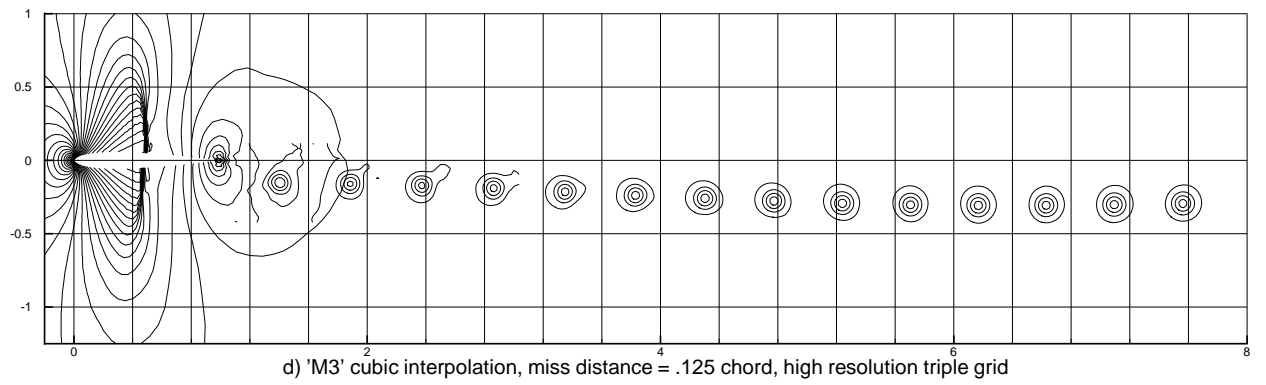 1
0.5
0
-0.5
-1
0 2 4 6 8
d) 'M3' cubic interpolation, miss distance = .125 chord, high resolution triple grid